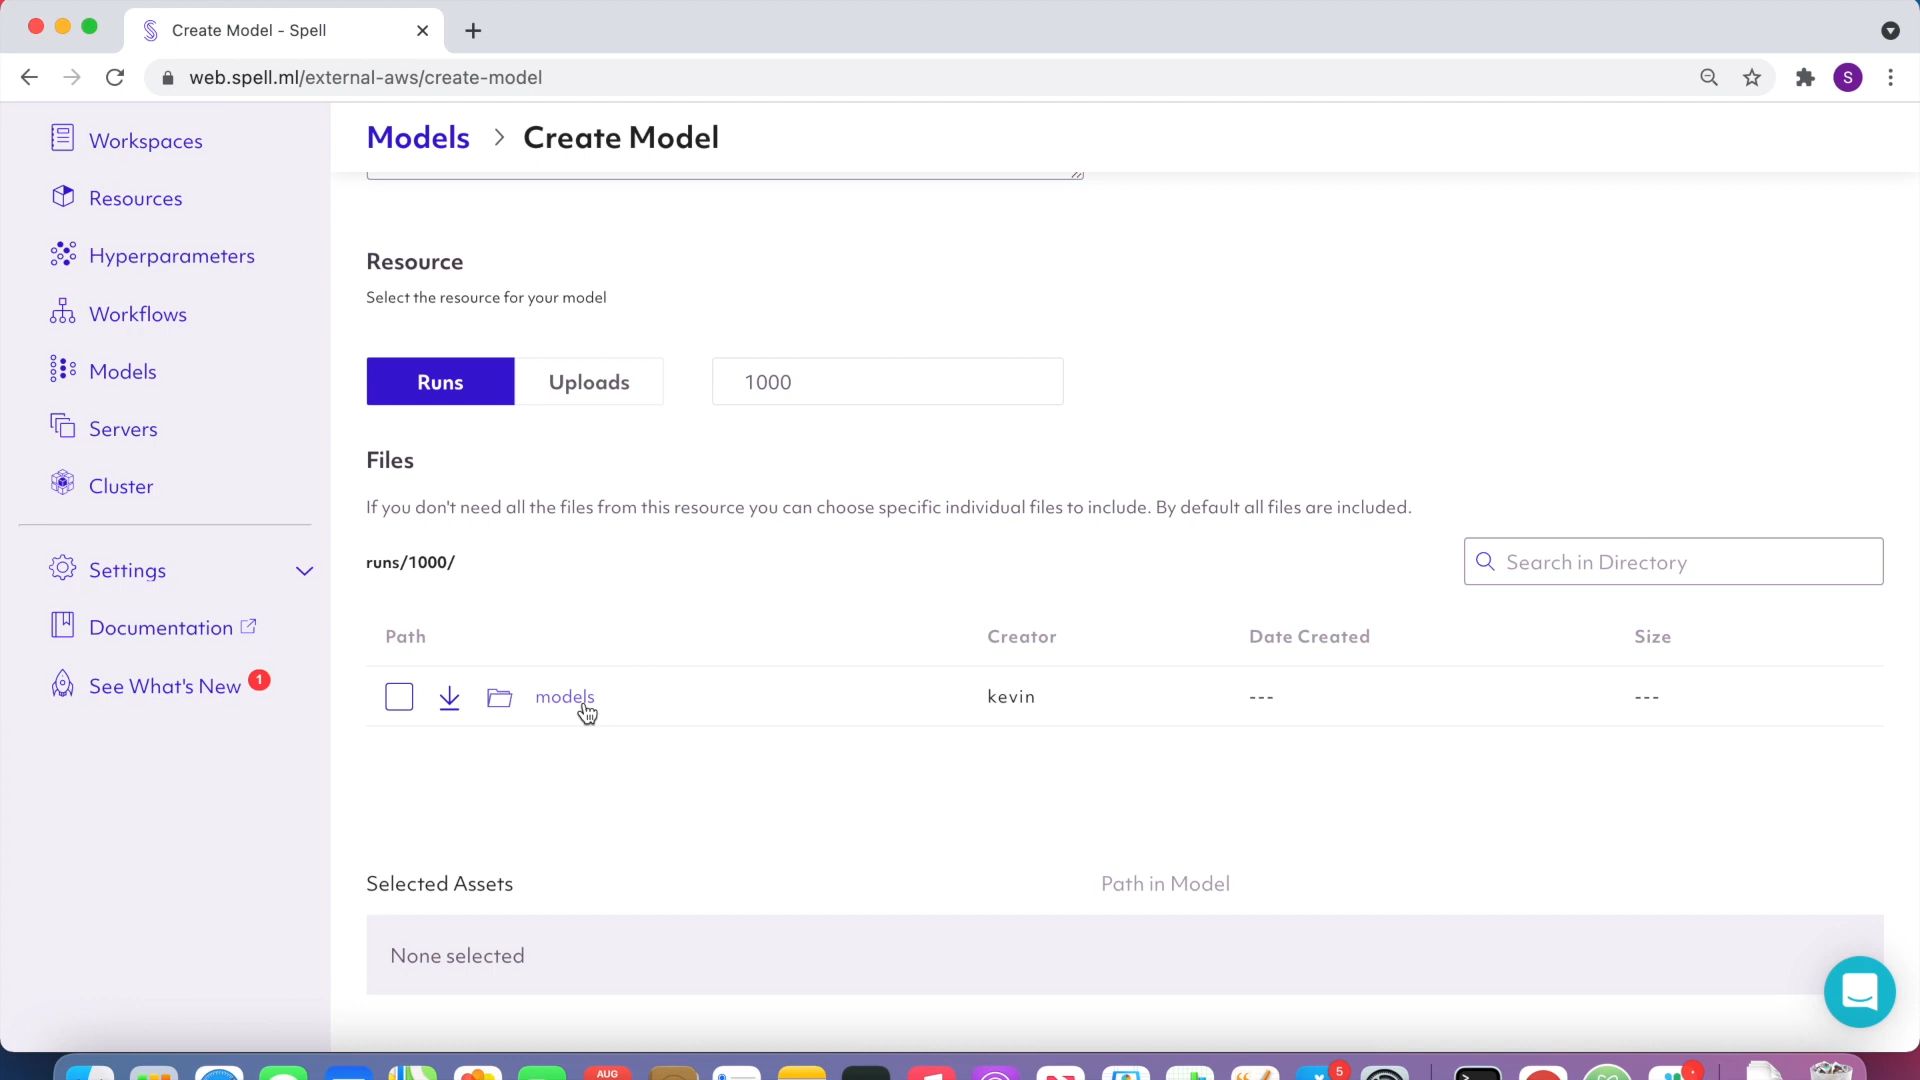 Create Model - Spell
web.spell.ml/external-aws/create-model
S
Workspaces
Resources
Hyperparameters
Workflows
Models
Servers
Cluster
Settings
Documentation
See What's New 1
Models > Create Model
Resource
Select the resource for your model
Runs Uploads 1000
Files
If you don't need all the files from this resource you can choose specific individual files to include. By default all files are included.
runs/1000/ Search in Directory
Path Creator Date Created Size
models kevin --- ---
Selected Assets Path in Model
None selected
AUG 5